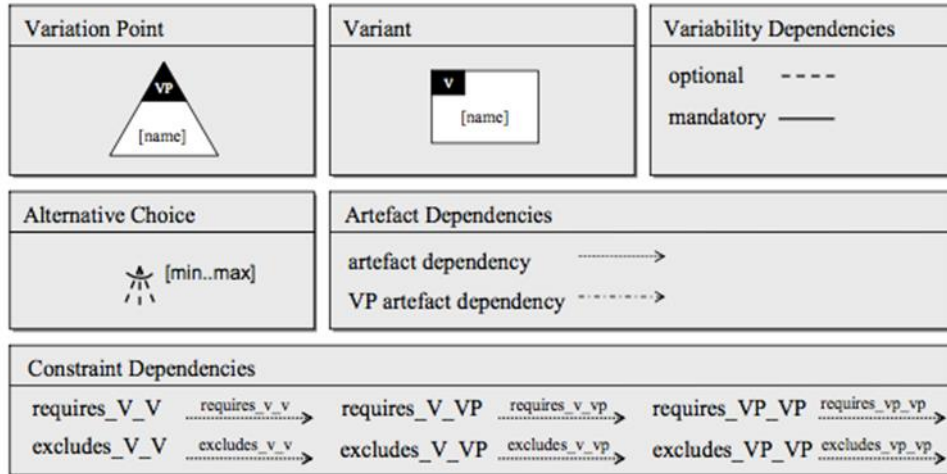 Variation Point
VP
[name]
Variant
V
[name]
Variability Dependencies
optional
mandatory
Alternative Choice
[min..max]
Artefact Dependencies
artefact dependency
VP artefact dependency
Constraint Dependencies
requires_V_V requires_v_v requires_V_VP requires_v_vp requires_VP_VP requires_vp_vp
excludes_V_V excludes_v_v excludes_V_VP excludes_v_vp excludes_VP_VP excludes_vp_vp